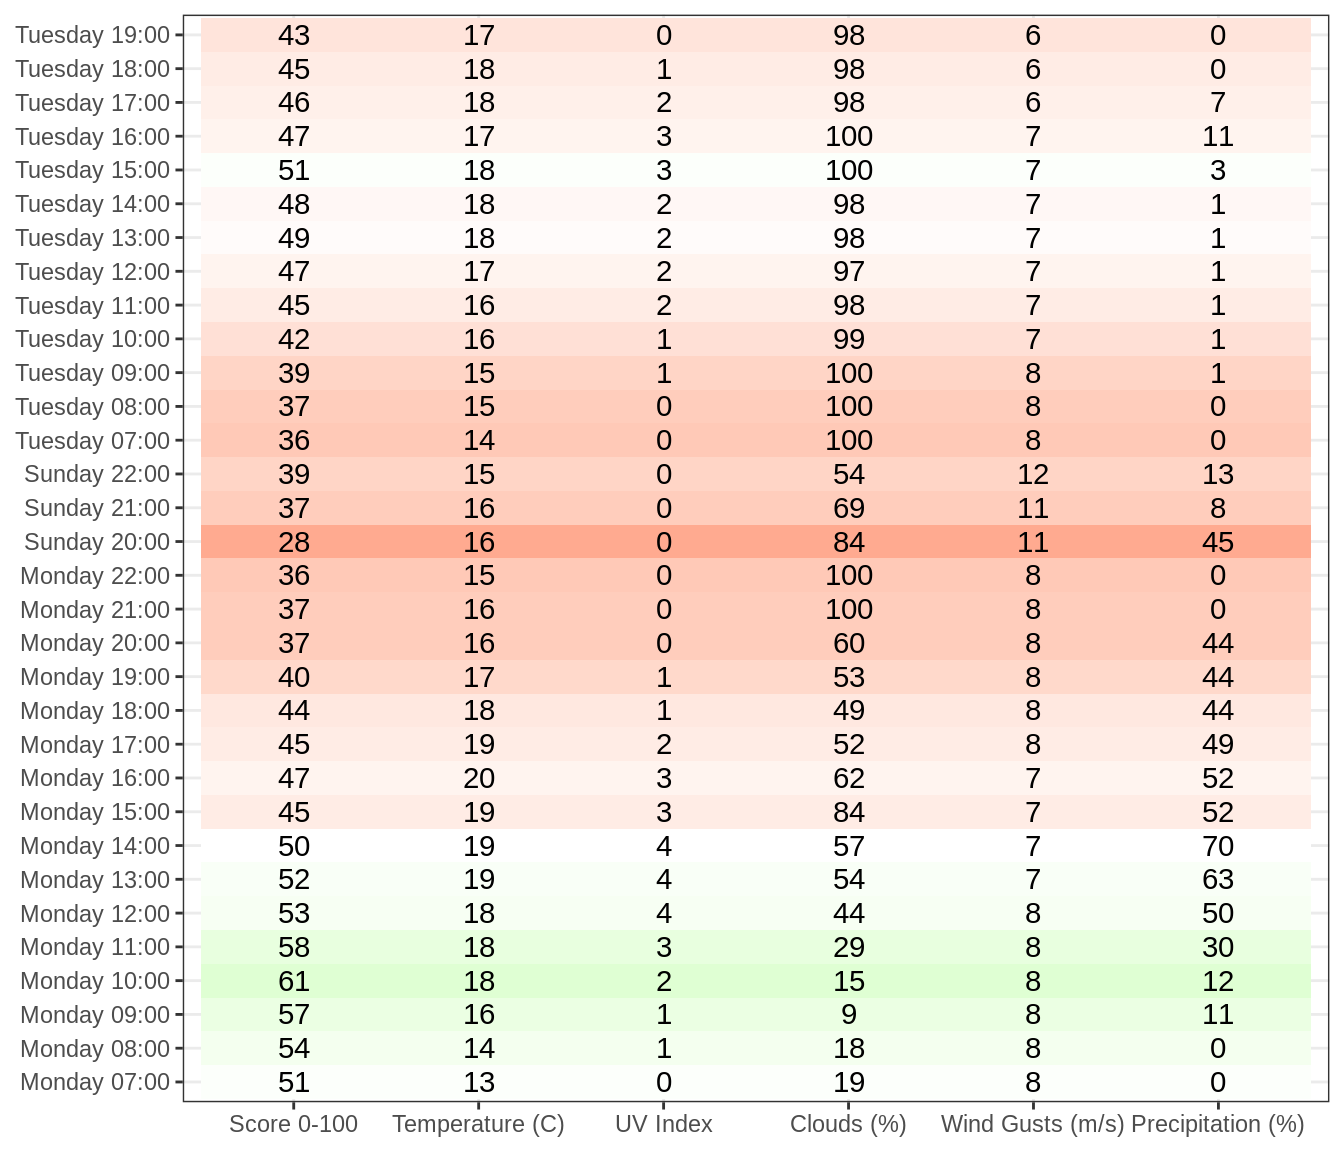 Tuesday 19:00 43 17 0 98 6 0
Tuesday 18:00 45 18 1 98 6 0
Tuesday 17:00 46 18 2 98 6 7
Tuesday 16:00 47 17 3 100 7 11
Tuesday 15:00 51 18 3 100 7 3
Tuesday 14:00 48 18 2 98 7 1
Tuesday 13:00 49 18 2 98 7 1
Tuesday 12:00 47 17 2 97 7 1
Tuesday 11:00 45 16 2 98 7 1
Tuesday 10:00 42 16 1 99 7 1
Tuesday 09:00 39 15 1 100 8 1
Tuesday 08:00 37 15 0 100 8 0
Tuesday 07:00 36 14 0 100 8 0
Sunday 22:00 39 15 0 54 12 13
Sunday 21:00 37 16 0 69 11 8
Sunday 20:00 28 16 0 84 11 45
Monday 22:00 36 15 0 100 8 0
Monday 21:00 37 16 0 100 8 0
Monday 20:00 37 16 0 60 8 44
Monday 19:00 40 17 1 53 8 44
Monday 18:00 44 18 1 49 8 44
Monday 17:00 45 19 2 52 8 49
Monday 16:00 47 20 3 62 7 52
Monday 15:00 45 19 3 84 7 52
Monday 14:00 50 19 4 57 7 70
Monday 13:00 52 19 4 54 7 63
Monday 12:00 53 18 4 44 8 50
Monday 11:00 58 18 3 29 8 30
Monday 10:00 61 18 2 15 8 12
Monday 09:00 57 16 1 9 8 11
Monday 08:00 54 14 1 18 8 0
Monday 07:00 51 13 0 19 8 0
Score 0-100 Temperature (C) UV Index Clouds (%) Wind Gusts (m/s) Precipitation (%)